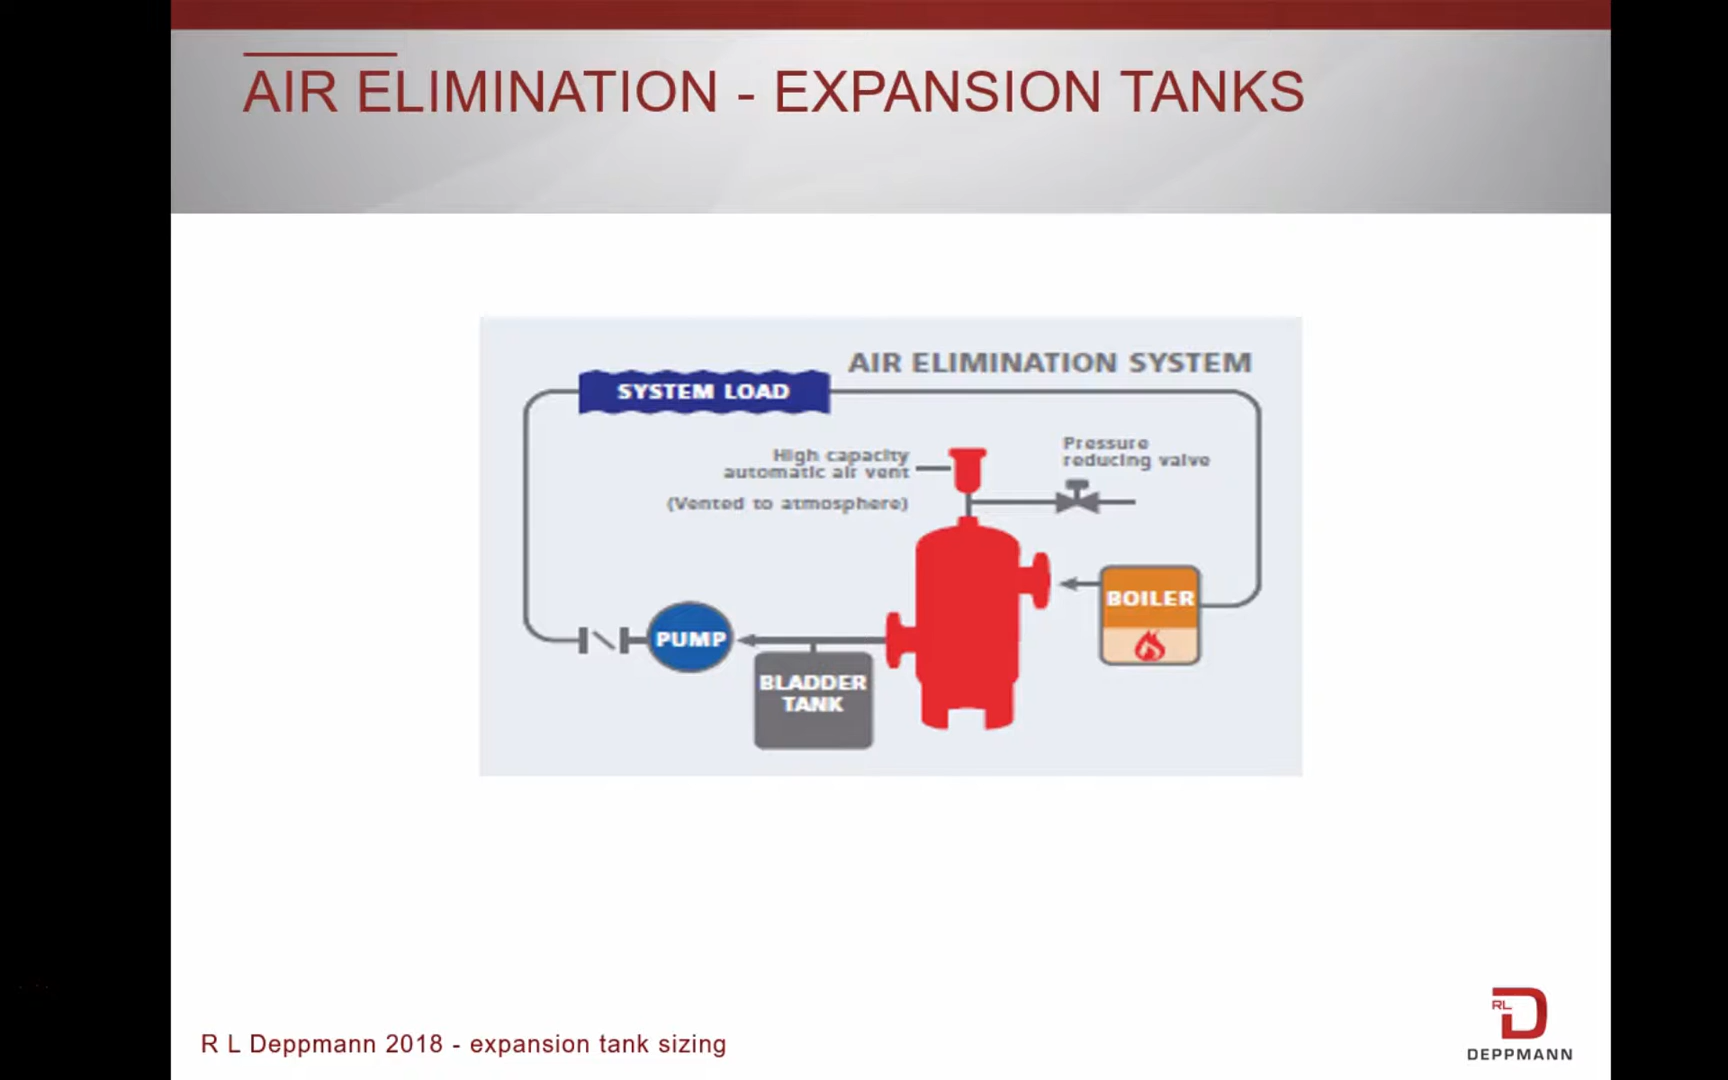 AIR ELIMINATION - EXPANSION TANKS
AIR ELIMINATION SYSTEM
SYSTEM LOAD
High capacity
automatic air vent
(Vented to atmosphere)
Pressure
reducing valve
BOILER
PUMP
BLADDER
TANK
R L Deppmann 2018 - expansion tank sizing
RL
DEPPMANN